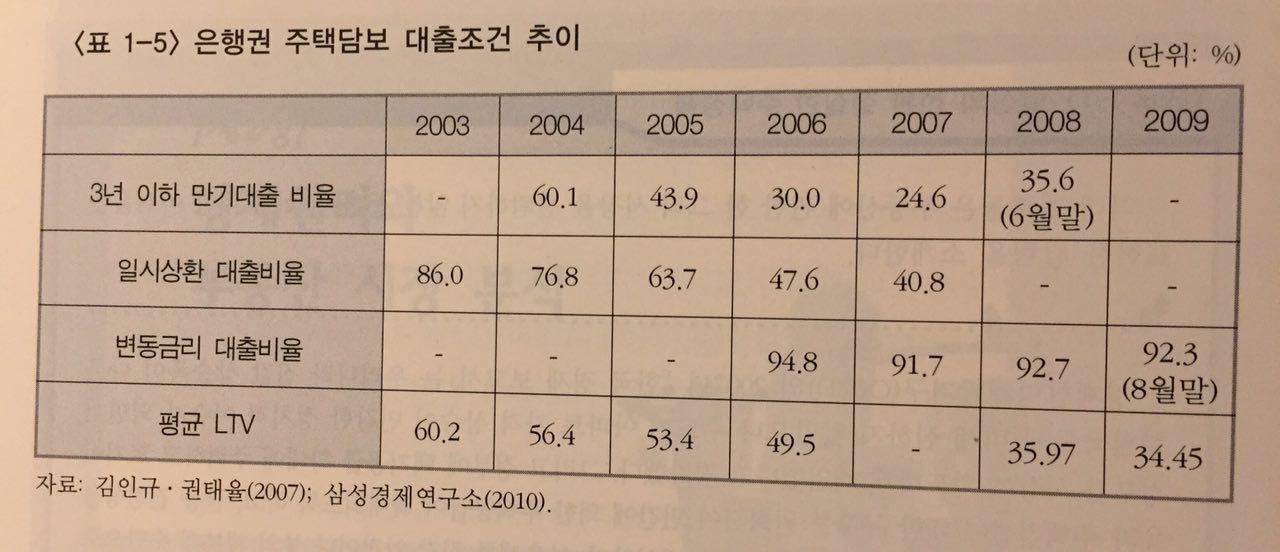 〈표 1-5〉 은행권 주택담보 대출조건 추이
(단위: %)
2003 2004 2005 2006 2007 2008 2009
3년 이하 만기대출 비율 - 60.1 43.9 30.0 24.6 35.6 (6월말) -
일시상환 대출비율 86.0 76.8 63.7 47.6 40.8 - -
변동금리 대출비율 - - - 94.8 91.7 92.7 92.3 (8월말)
평균 LTV 60.2 56.4 53.4 49.5 - 35.97 34.45
자료: 김인규·권태율(2007); 삼성경제연구소(2010).